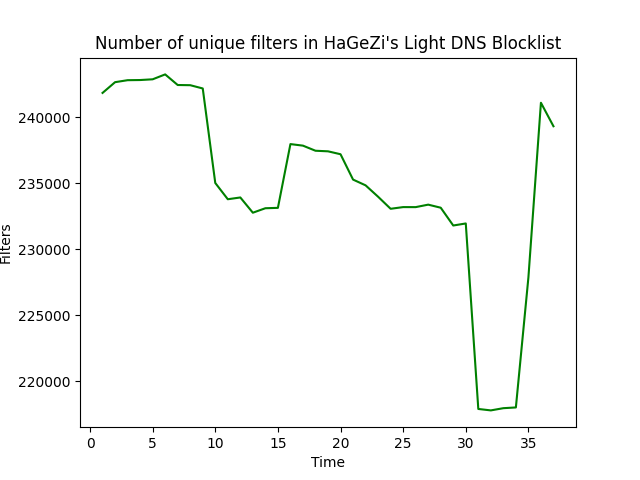 Number of unique filters in HaGeZi's Light DNS Blocklist
240000
235000
230000
225000
220000
Filters
0 5 10 15 20 25 30 35
Time